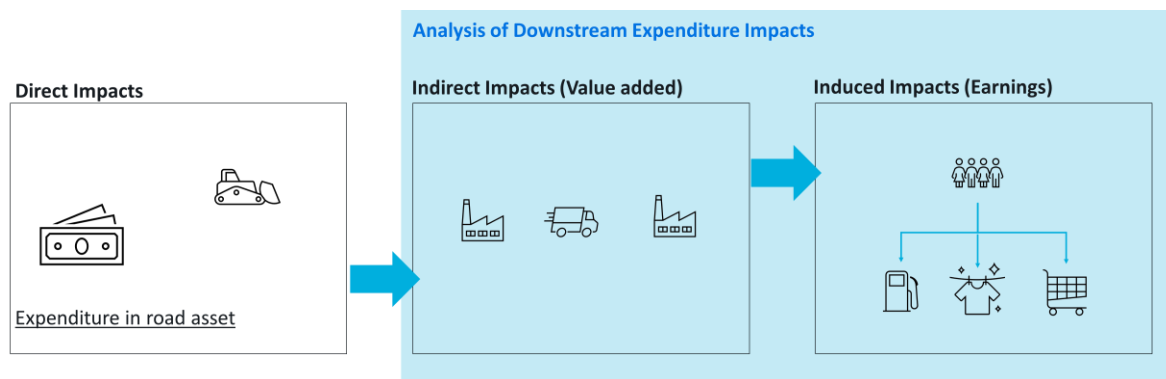 Analysis of Downstream Expenditure Impacts
Direct Impacts
Indirect Impacts (Value added)
Induced Impacts (Earnings)
Expenditure in road asset